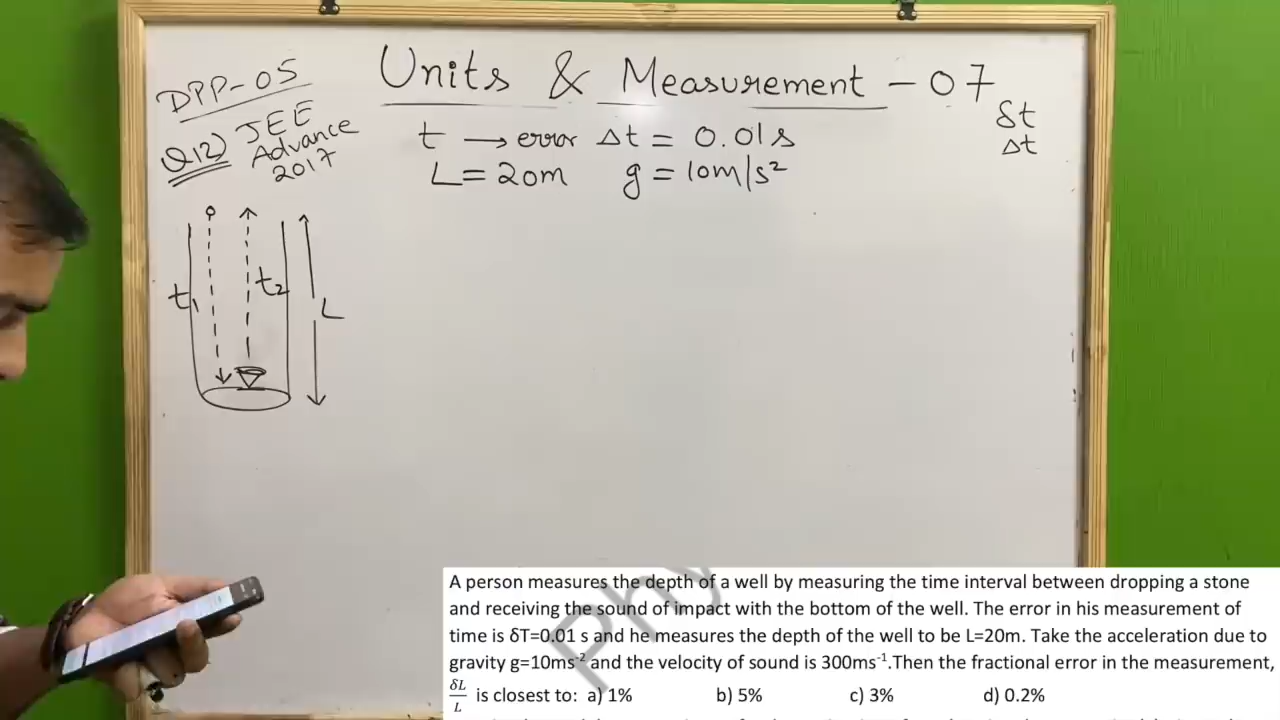 DPP-05
Units & Measurement - 07
Q12) JEE
Advance
2017
t → error Δt = 0.01s
δt
Δt
L = 20m g = 10m/s²
t₁
t₂
L
Phy
A person measures the depth of a well by measuring the time interval between dropping a stone
and receiving the sound of impact with the bottom of the well. The error in his measurement of
time is δT=0.01 s and he measures the depth of the well to be L=20m. Take the acceleration due to
gravity g=10ms⁻² and the velocity of sound is 300ms⁻¹.Then the fractional error in the measurement,
δL/L is closest to: a) 1% b) 5% c) 3% d) 0.2%